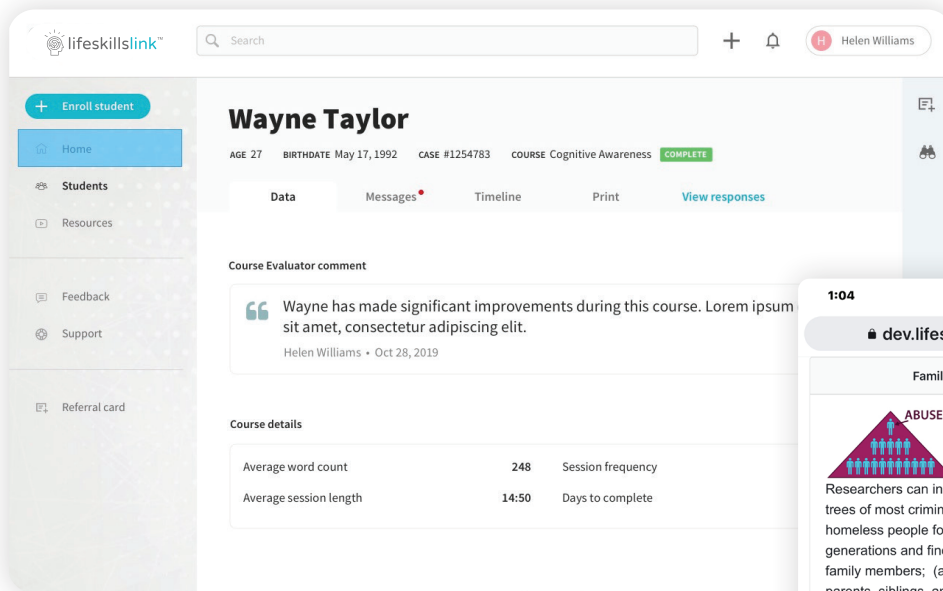 lifeskillslink™
Search
H Helen Williams
Enroll student
Home
Students
Resources
Feedback
Support
Referral card
Wayne Taylor
AGE 27 BIRTHDATE May 17, 1992 CASE #1254783 COURSE Cognitive Awareness COMPLETE
Data Messages Timeline Print View responses
Course Evaluator comment
Wayne has made significant improvements during this course. Lorem ipsum
sit amet, consectetur adipiscing elit.
Helen Williams • Oct 28, 2019
Course details
Average word count 248 Session frequency
Average session length 14:50 Days to complete
1:04
dev.lifes
Famil
ABUSE
Researchers can in
trees of most crimin
homeless people fo
generations and fin
family members; (a
parents, siblings, an